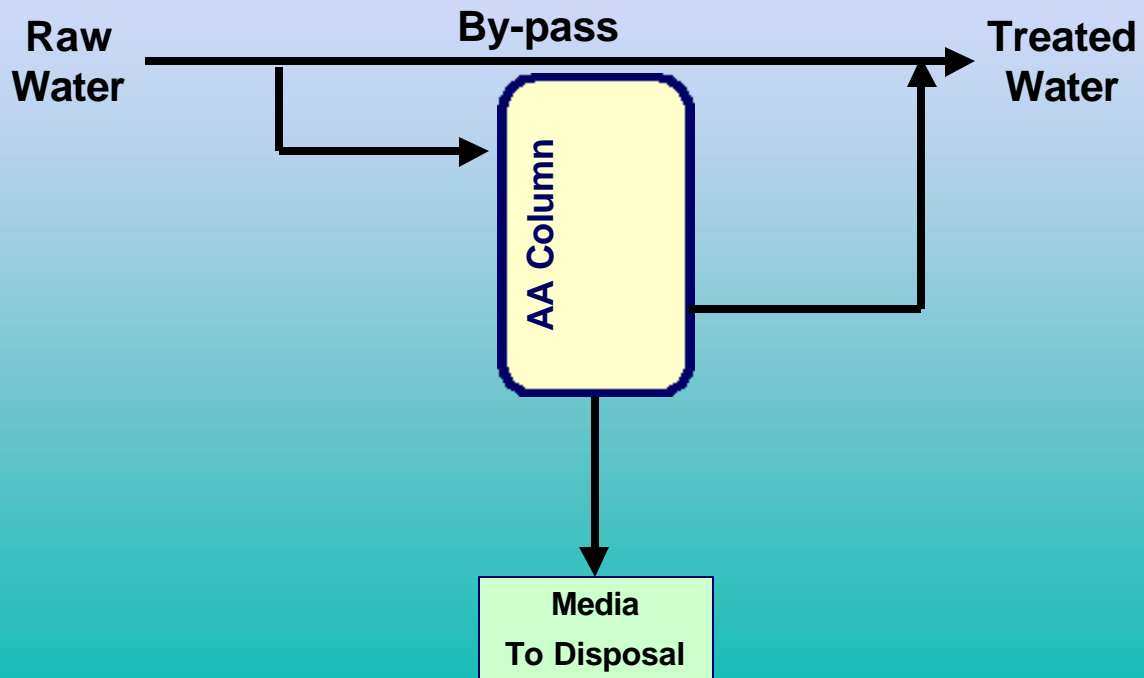 Raw
Water
By-pass
Treated
Water
AA Column
Media
To Disposal